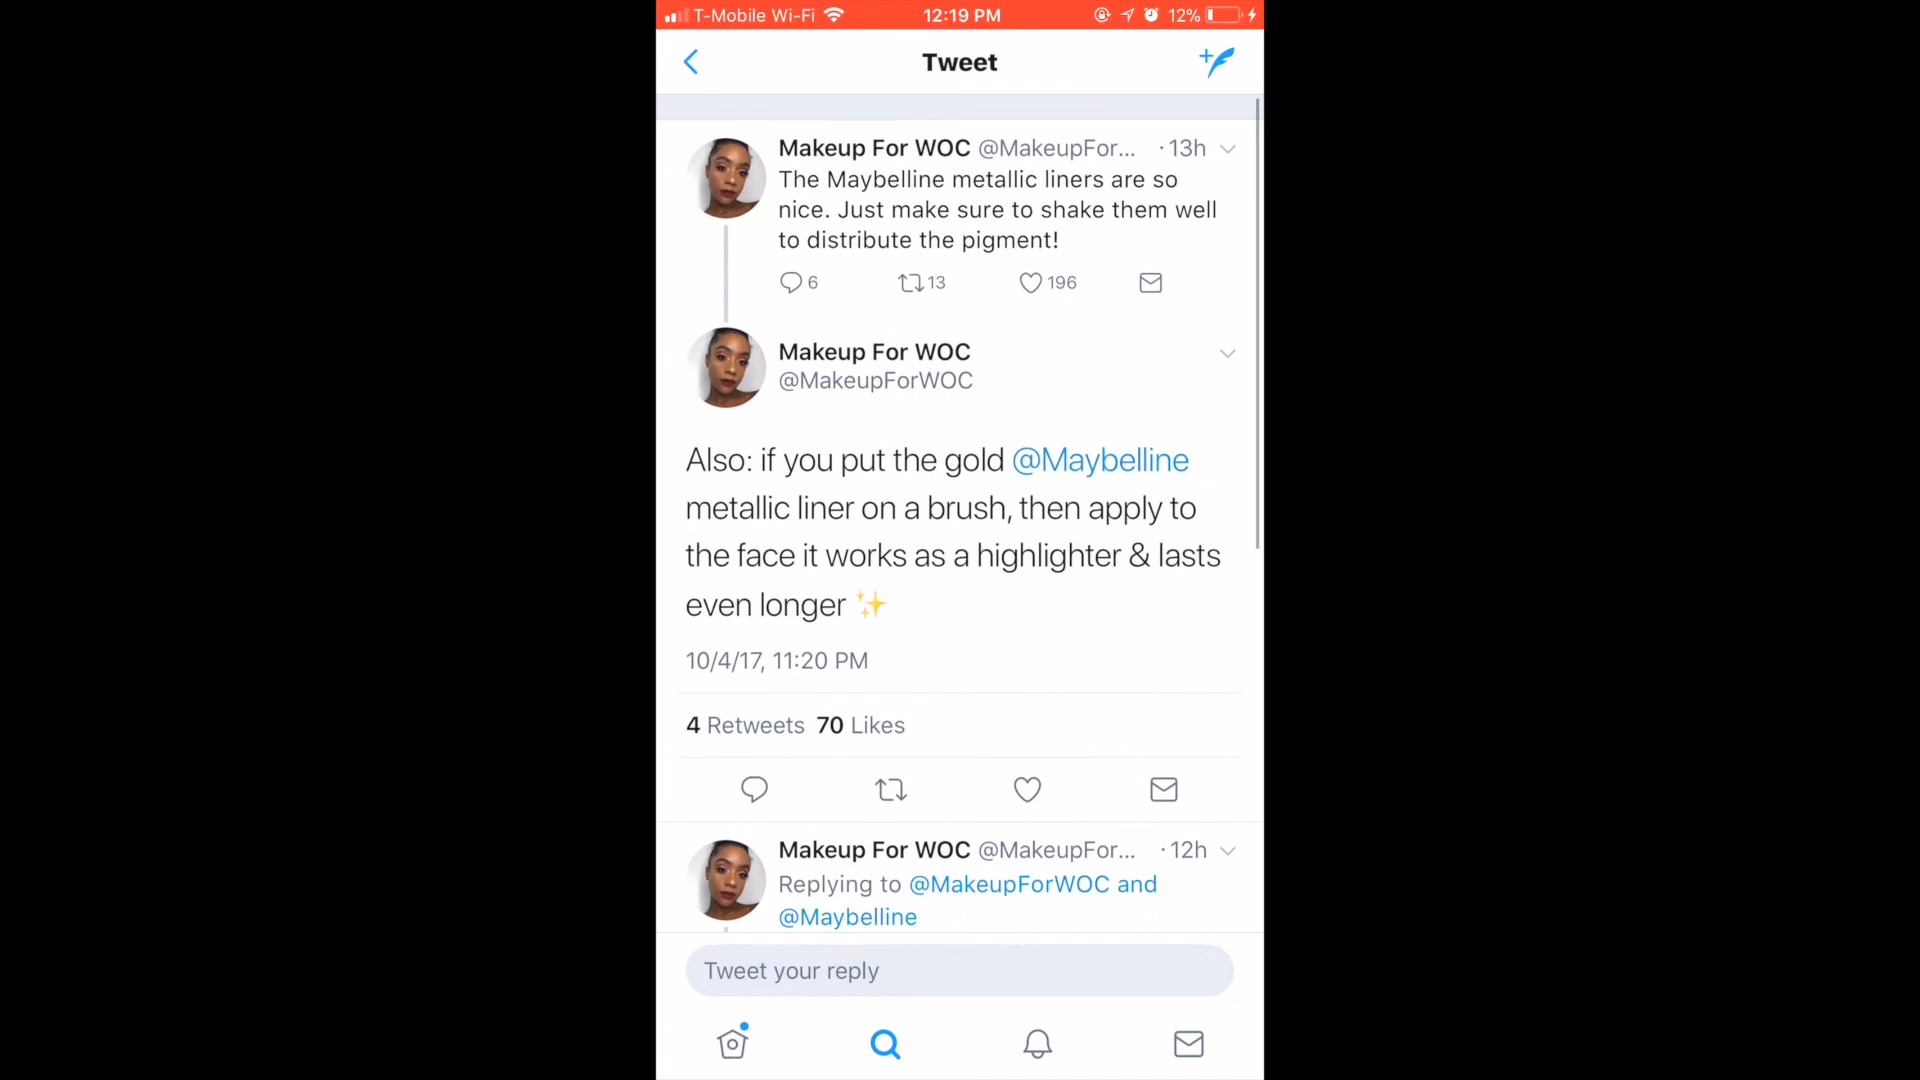 T-Mobile Wi-Fi 12:19 PM 12%
Tweet
Makeup For WOC @MakeupFor... · 13h
The Maybelline metallic liners are so
nice. Just make sure to shake them well
to distribute the pigment!
6 13 196
Makeup For WOC
@MakeupForWOC
Also: if you put the gold @Maybelline
metallic liner on a brush, then apply to
the face it works as a highlighter & lasts
even longer ✨
10/4/17, 11:20 PM
4 Retweets 70 Likes
Makeup For WOC @MakeupFor... · 12h
Replying to @MakeupForWOC and
@Maybelline
Tweet your reply